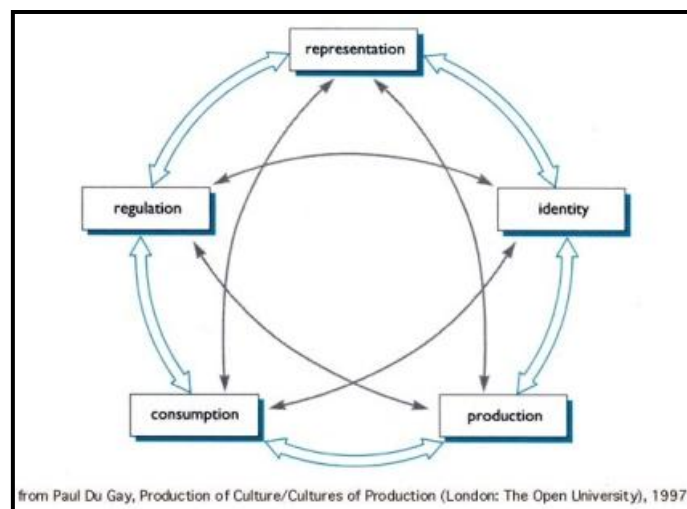 representation
regulation
identity
consumption
production
from Paul Du Gay, Production of Culture/Cultures of Production (London: The Open University), 1997